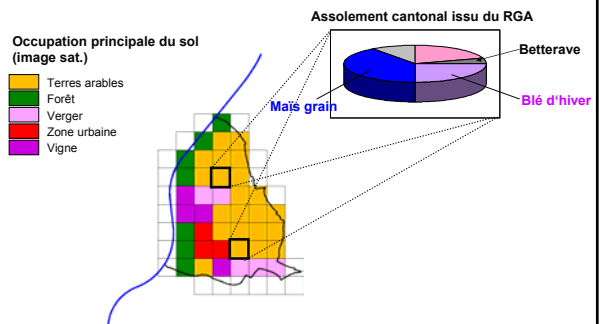 Assolement cantonal issu du RGA
Occupation principale du sol
(image sat.)
Terres arables
Forêt
Verger
Zone urbaine
Vigne
Betterave
Maïs grain
Blé d'hiver